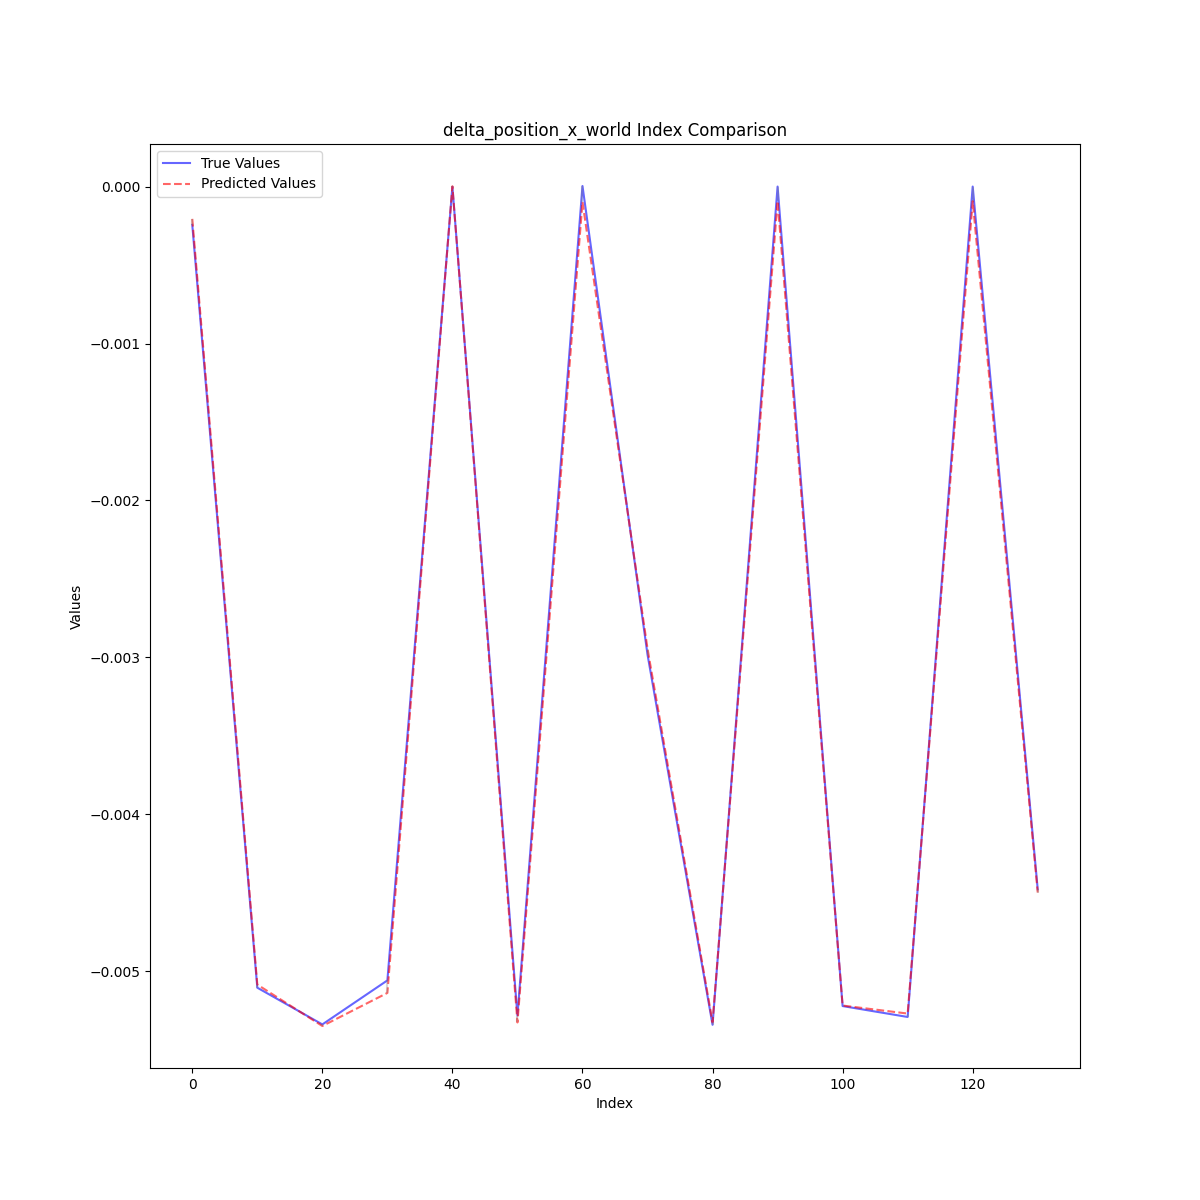 delta_position_x_world Index Comparison
True Values
Predicted Values
0.000
−0.001
−0.002
−0.003
−0.004
−0.005
Values
0 20 40 60 80 100 120
Index